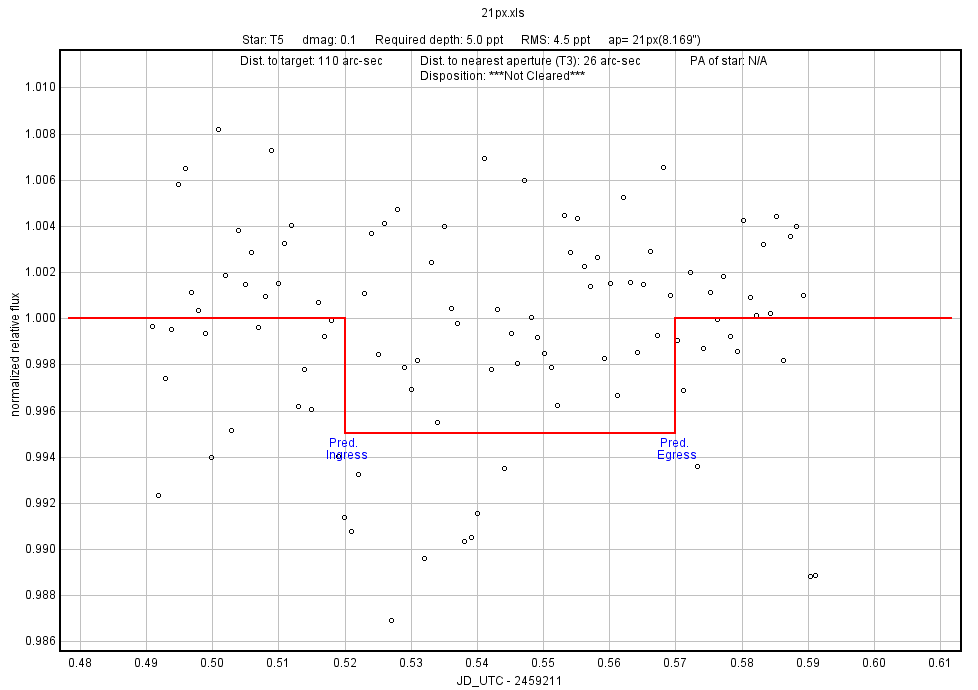 21px.xls
Star: T5 dmag: 0.1 Required depth: 5.0 ppt RMS: 4.5 ppt ap= 21px(8.169")
Dist. to target: 110 arc-sec Dist. to nearest aperture (T3): 26 arc-sec PA of star: N/A
Disposition: ***Not Cleared***
1.010
1.008
1.006
1.004
1.002
1.000
0.998
0.996
0.994
0.992
0.990
0.988
0.986
normalized relative flux
Pred. Ingress
Pred. Egress
0.48 0.49 0.50 0.51 0.52 0.53 0.54 0.55 0.56 0.57 0.58 0.59 0.60 0.61
JD_UTC - 2459211